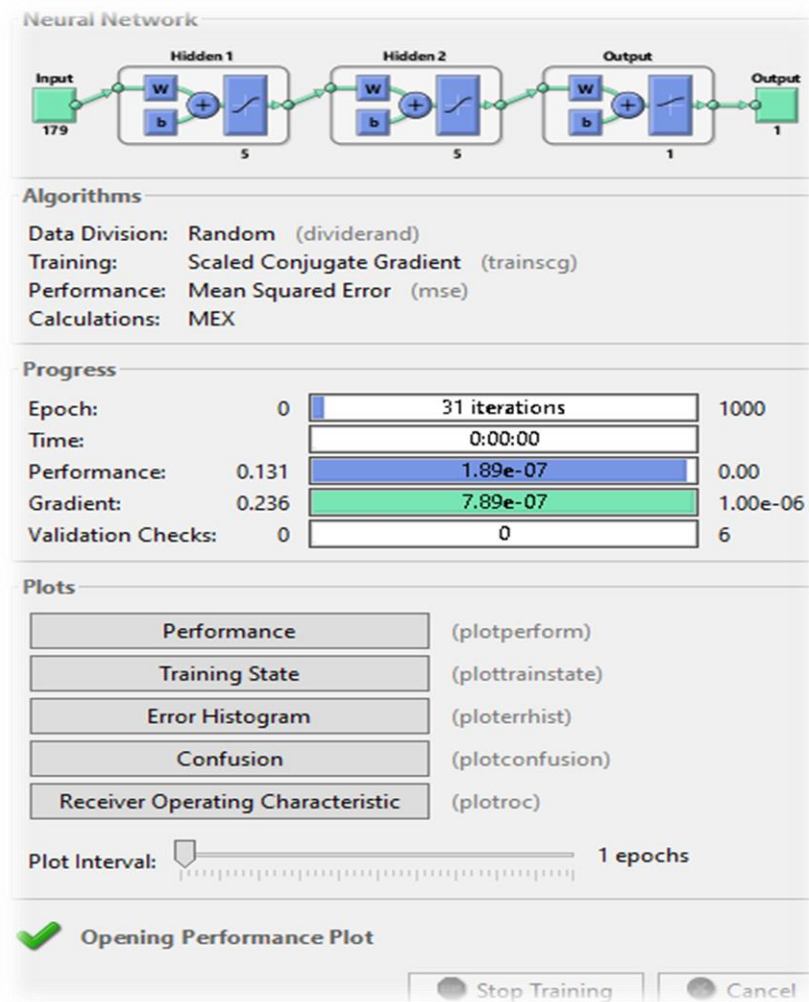 Neural Network
Hidden 1 Hidden 2 Output
Input Output
W W W
b b b
+ + +
179 5 5 1 1
Algorithms
Data Division: Random (dividerand)
Training: Scaled Conjugate Gradient (trainscg)
Performance: Mean Squared Error (mse)
Calculations: MEX
Progress
Epoch: 0 31 iterations 1000
Time: 0:00:00
Performance: 0.131 1.89e-07 0.00
Gradient: 0.236 7.89e-07 1.00e-06
Validation Checks: 0 0 6
Plots
Performance (plotperform)
Training State (plottrainstate)
Error Histogram (ploterrhist)
Confusion (plotconfusion)
Receiver Operating Characteristic (plotroc)
Plot Interval: 1 epochs
Opening Performance Plot
Stop Training Cancel